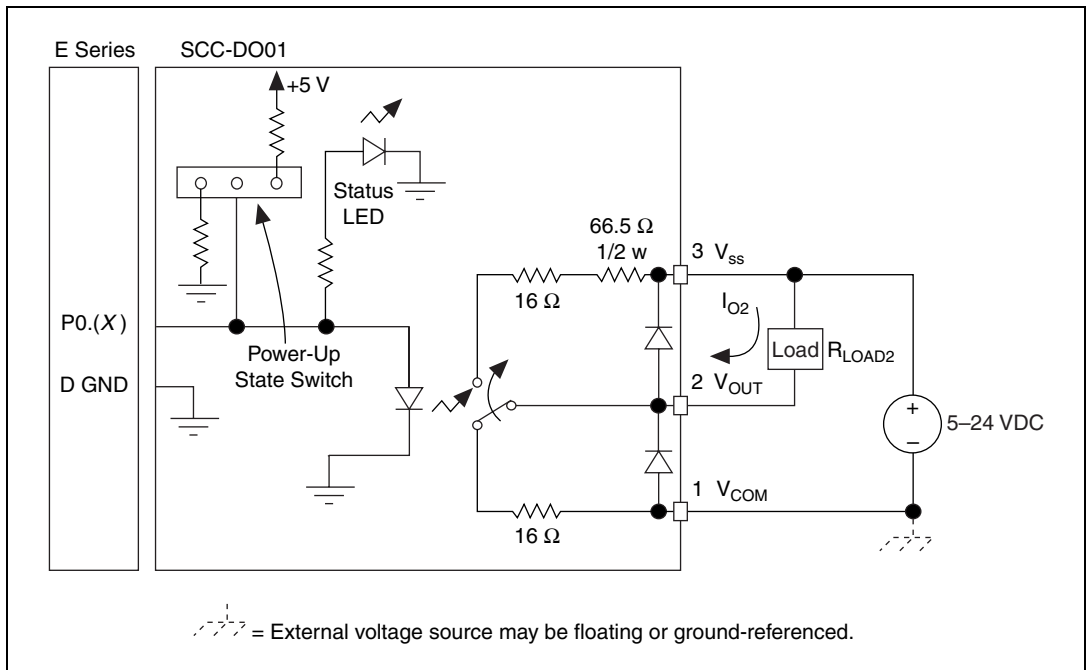 E Series
SCC-DO01
+5 V
Status
LED
66.5 Ω
1/2 w
3 Vss
16 Ω
IO2
P0.(X)
Load
RLOAD2
Power-Up
State Switch
D GND
2 VOUT
+
5–24 VDC
–
1 VCOM
16 Ω
= External voltage source may be floating or ground-referenced.